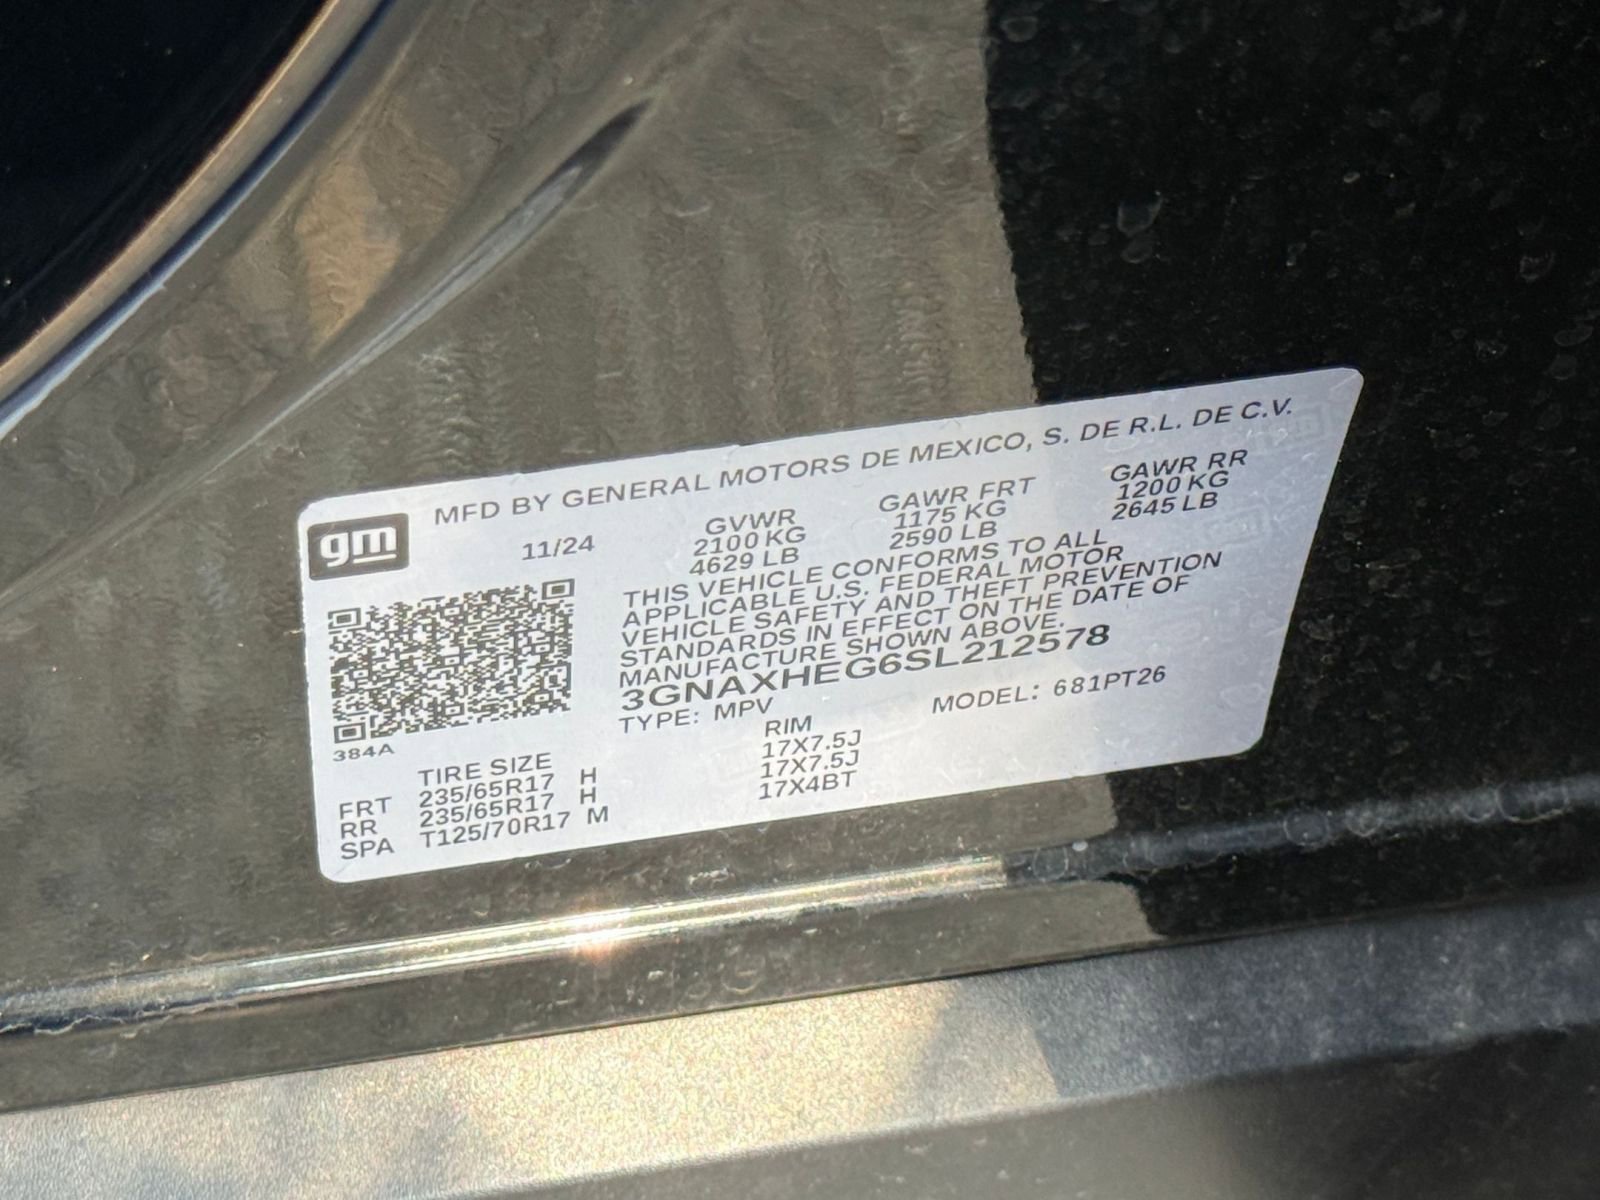 MFD BY GENERAL MOTORS DE MEXICO, S. DE R.L. DE C.V.
gm
11/24
GVWR GAWR FRT GAWR RR
2100 KG 1175 KG 1200 KG
4629 LB 2590 LB 2645 LB
THIS VEHICLE CONFORMS TO ALL
APPLICABLE U.S. FEDERAL MOTOR
VEHICLE SAFETY AND THEFT PREVENTION
STANDARDS IN EFFECT ON THE DATE OF
MANUFACTURE SHOWN ABOVE.
3GNAXHEG6SL212578
TYPE: MPV MODEL: 681PT26
384A
TIRE SIZE RIM
FRT 235/65R17 H 17X7.5J
RR 235/65R17 H 17X7.5J
SPA T125/70R17 M 17X4BT